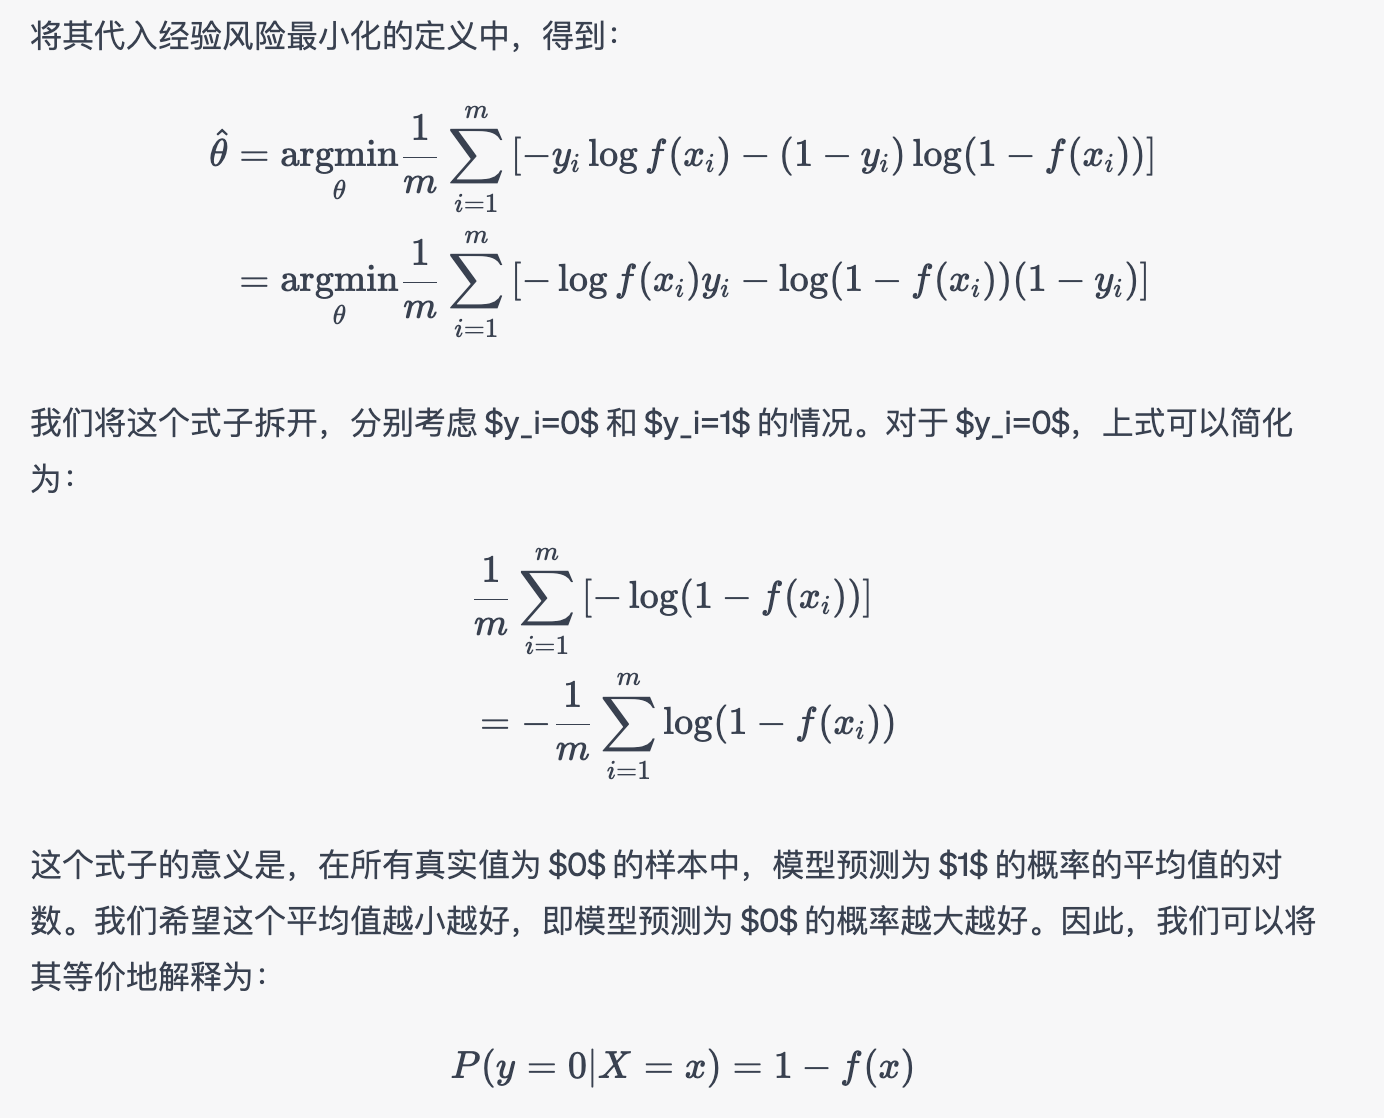 将其代入经验风险最小化的定义中，得到：
$\hat{\theta} = \underset{\theta}{\operatorname{argmin}} \frac{1}{m} \sum_{i=1}^{m} [-y_i \log f(x_i) - (1 - y_i) \log(1 - f(x_i))]$
$= \underset{\theta}{\operatorname{argmin}} \frac{1}{m} \sum_{i=1}^{m} [-\log f(x_i) y_i - \log(1 - f(x_i))(1 - y_i)]$
我们将这个式子拆开，分别考虑 $y_i=0$ 和 $y_i=1$ 的情况。对于 $y_i=0$，上式可以简化
为：
$\frac{1}{m} \sum_{i=1}^{m} [-\log(1 - f(x_i))]$
$= -\frac{1}{m} \sum_{i=1}^{m} \log(1 - f(x_i))$
这个式子的意义是，在所有真实值为 $0$ 的样本中，模型预测为 $1$ 的概率的平均值的对
数。我们希望这个平均值越小越好，即模型预测为 $0$ 的概率越大越好。因此，我们可以将
其等价地解释为：
$P(y = 0|X = x) = 1 - f(x)$